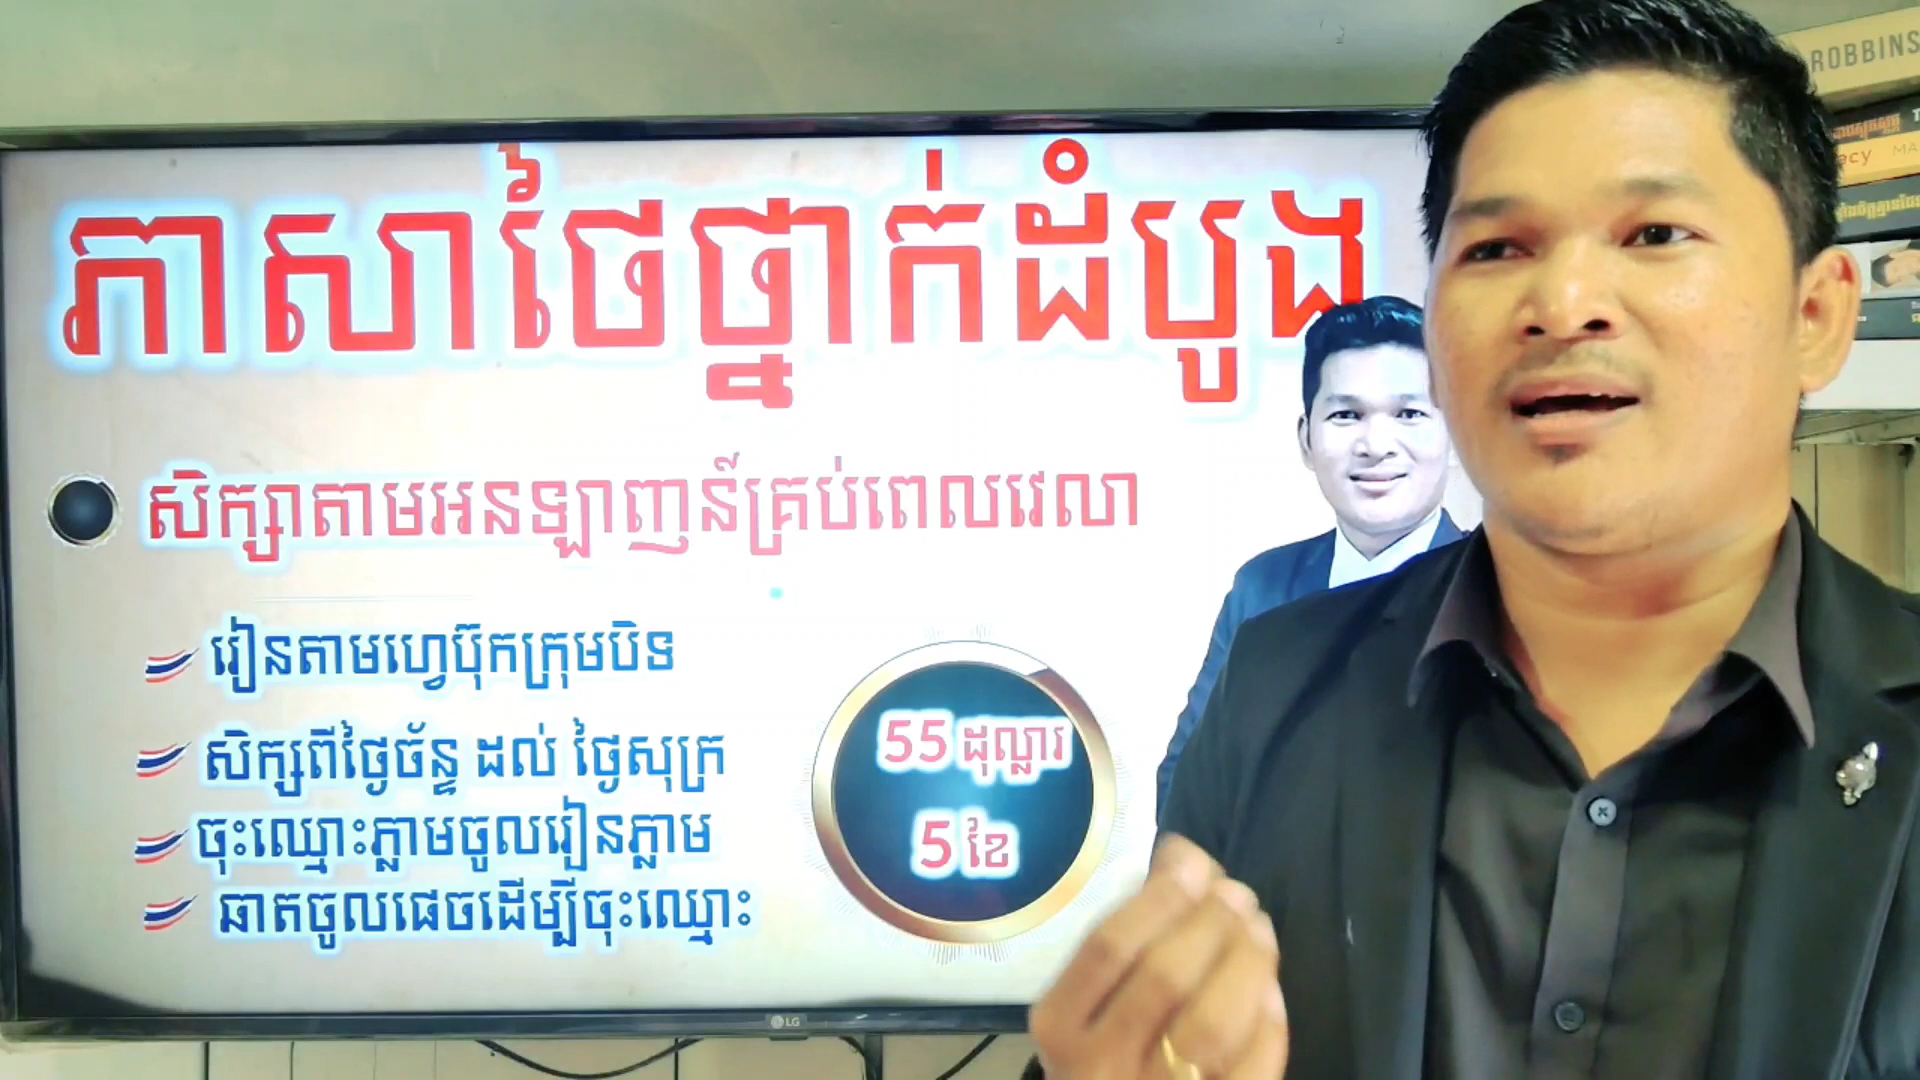 ភាសាថៃថ្នាក់ដំបូង
សិក្សាតាមអនឡាញន៍គ្រប់ពេលវេលា
រៀនតាមហ្វេប៊ុកក្រុមបិទ
សិក្សពីថ្ងៃច័ន្ទ ដល់ ថ្ងៃសុក្រ
ចុះឈ្មោះភ្លាមចូលរៀនភ្លាម
ឆាតចូលផេចដើម្បីចុះឈ្មោះ
55 ដុល្លារ
5 ខែ
LG
ROBBINS